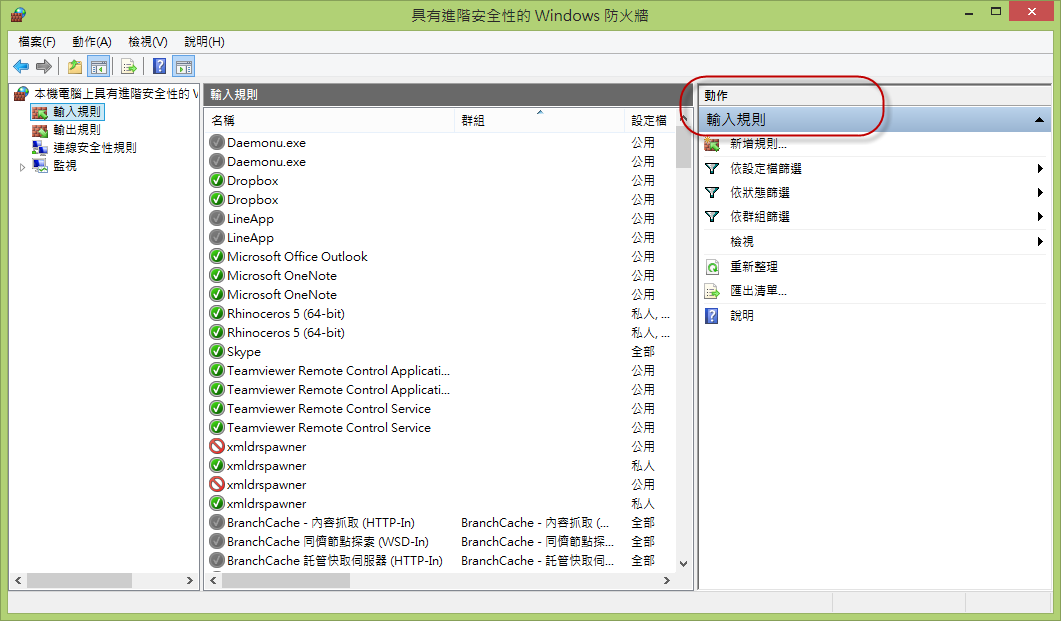 具有進階安全性的 Windows 防火牆
檔案(F) 動作(A) 檢視(V) 說明(H)
本機電腦上具有進階安全性的 V
輸入規則
輸出規則
連線安全性規則
監視
輸入規則
名稱 群組 設定檔
Daemonu.exe 公用
Daemonu.exe 公用
Dropbox 公用
Dropbox 公用
LineApp 公用
LineApp 公用
Microsoft Office Outlook 公用
Microsoft OneNote 公用
Microsoft OneNote 公用
Rhinoceros 5 (64-bit) 私人, ...
Rhinoceros 5 (64-bit) 私人, ...
Skype 全部
Teamviewer Remote Control Applicati... 公用
Teamviewer Remote Control Applicati... 公用
Teamviewer Remote Control Service 公用
Teamviewer Remote Control Service 公用
xmldrspawner 公用
xmldrspawner 私人
xmldrspawner 公用
xmldrspawner 私人
BranchCache - 內容抓取 (HTTP-In) BranchCache - 內容抓取 (... 全部
BranchCache 同儕節點探索 (WSD-In) BranchCache - 同儕節點探... 全部
BranchCache 託管快取伺服器 (HTTP-In) BranchCache - 託管快取伺... 全部
動作
輸入規則
新增規則...
依設定檔篩選
依狀態篩選
依群組篩選
檢視
重新整理
匯出清單...
說明